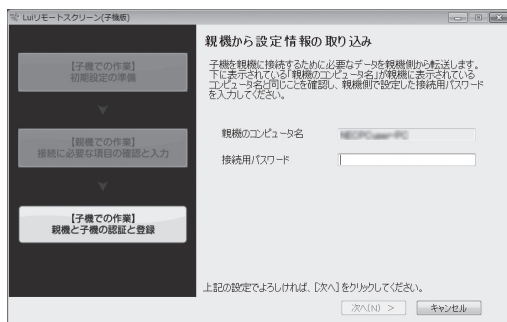 Luiリモートスクリーン(子機版)
【子機での作業】
初期設定の準備
【親機での作業】
接続に必要な項目の確認と入力
【子機での作業】
親機と子機の認証と登録
親機から設定情報の取り込み
子機を親機に接続するために必要なデータを親機側から転送します。
下に表示されている「親機のコンピュータ名」が親機に表示されている
コンピュータ名と同じことを確認し、親機側で設定した接続用パスワード
を入力してください。
親機のコンピュータ名
接続用パスワード
上記の設定でよろしければ、[次へ]をクリックしてください。
次へ(N) >
キャンセル